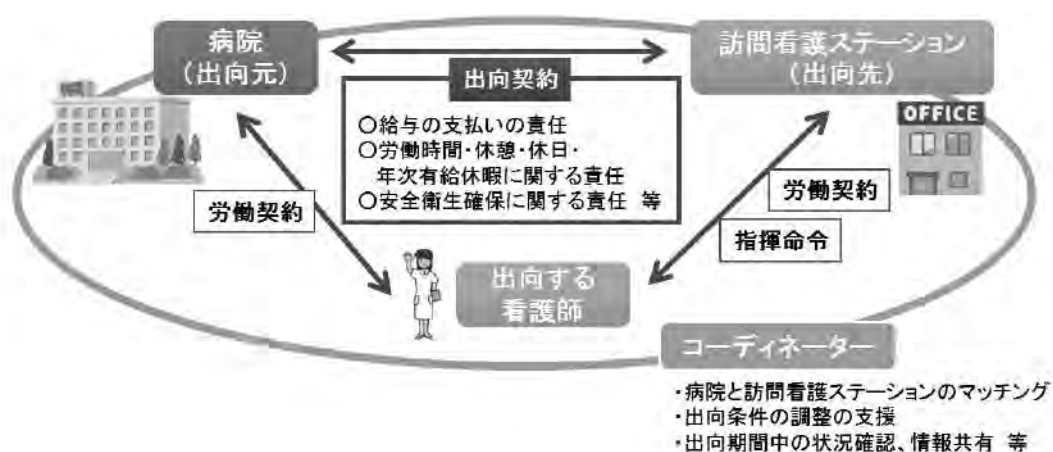 病院
(出向元)
訪問看護ステーション
(出向先)
出向契約
○給与の支払いの責任
○労働時間・休憩・休日・
年次有給休暇に関する責任
○安全衛生確保に関する責任 等
OFFICE
労働契約
労働契約
指揮命令
出向する
看護師
コーディネーター
・病院と訪問看護ステーションのマッチング
・出向条件の調整の支援
・出向期間中の状況確認、情報共有 等